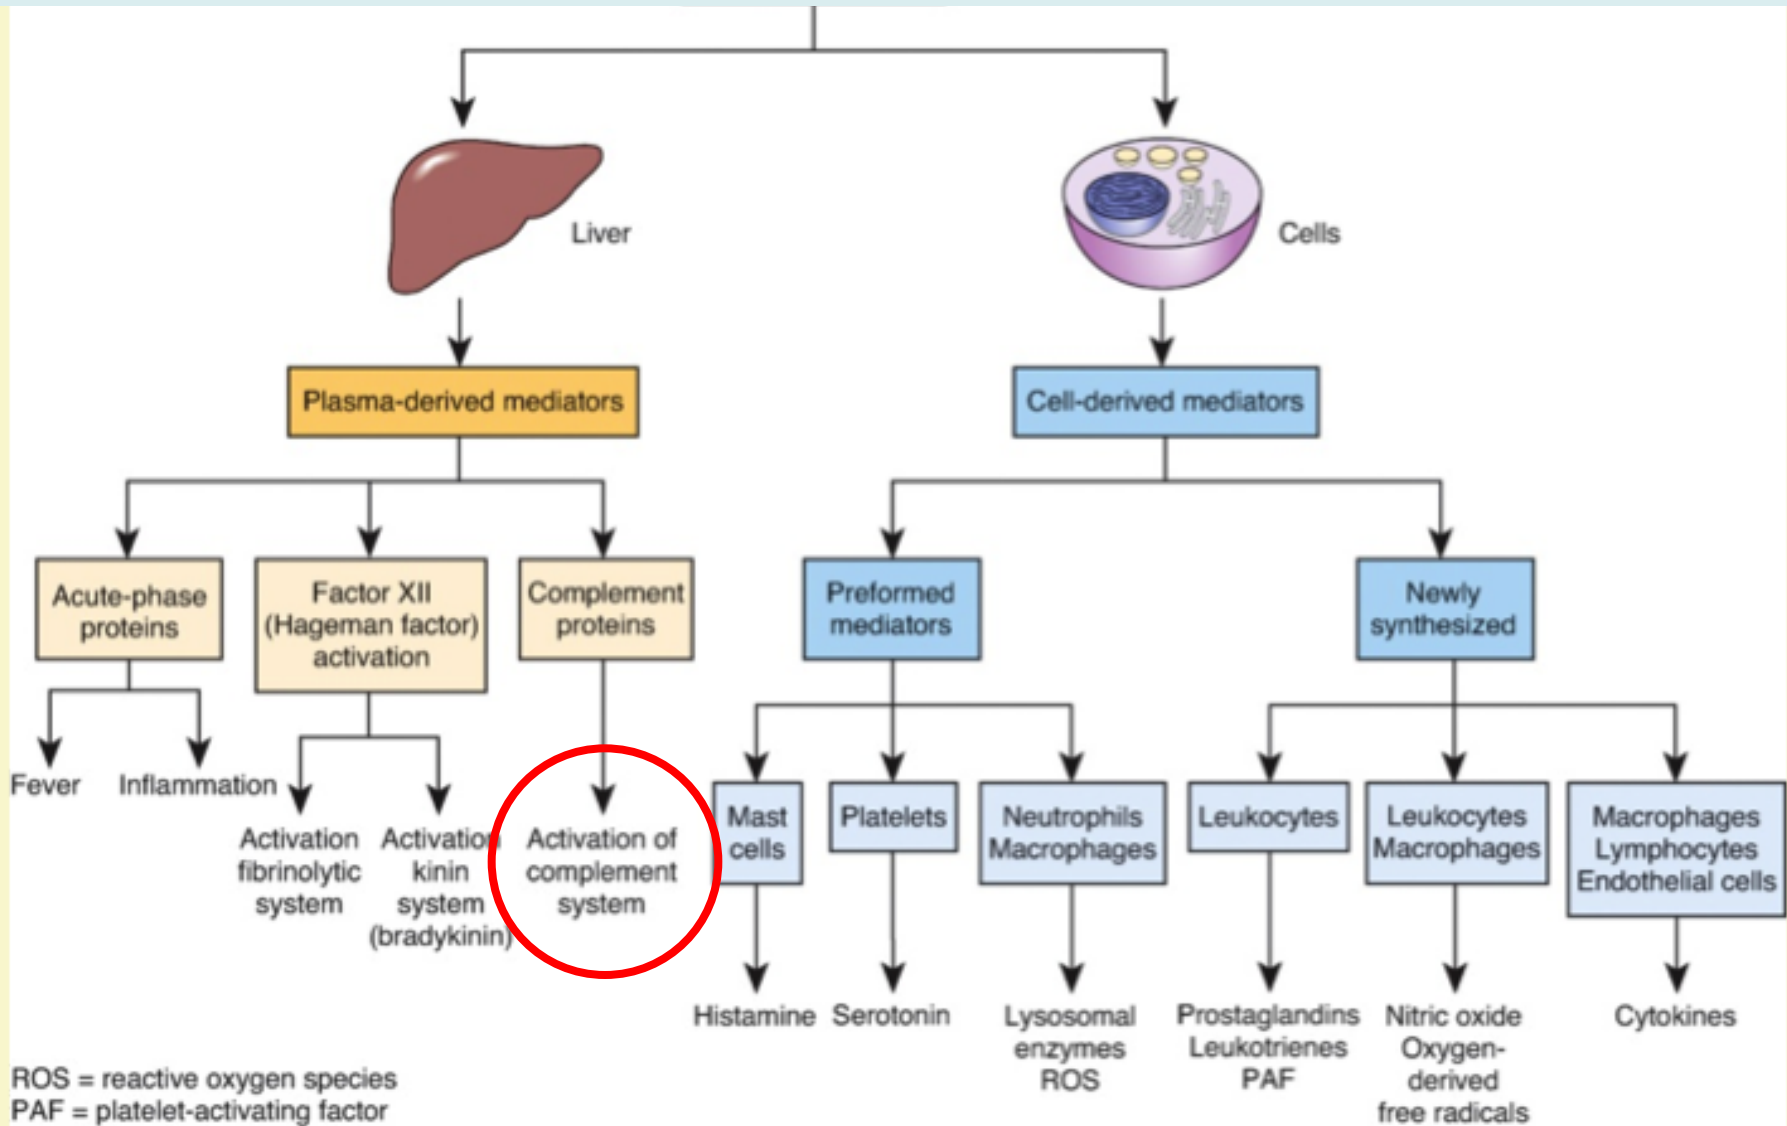 Liver
Cells
Plasma-derived mediators
Cell-derived mediators
Acute-phase
proteins
Factor XII
(Hageman factor)
activation
Complement
proteins
Preformed
mediators
Newly
synthesized
Fever
Inflammation
Activation
fibrinolytic
system
Activation
kinin
system
(bradykinin)
Activation of
complement
system
Mast
cells
Platelets
Neutrophils
Macrophages
Leukocytes
Leukocytes
Macrophages
Macrophages
Lymphocytes
Endothelial cells
Histamine
Serotonin
Lysosomal
enzymes
ROS
Prostaglandins
Leukotrienes
PAF
Nitric oxide
Oxygen-
derived
free radicals
Cytokines
ROS = reactive oxygen species
PAF = platelet-activating factor